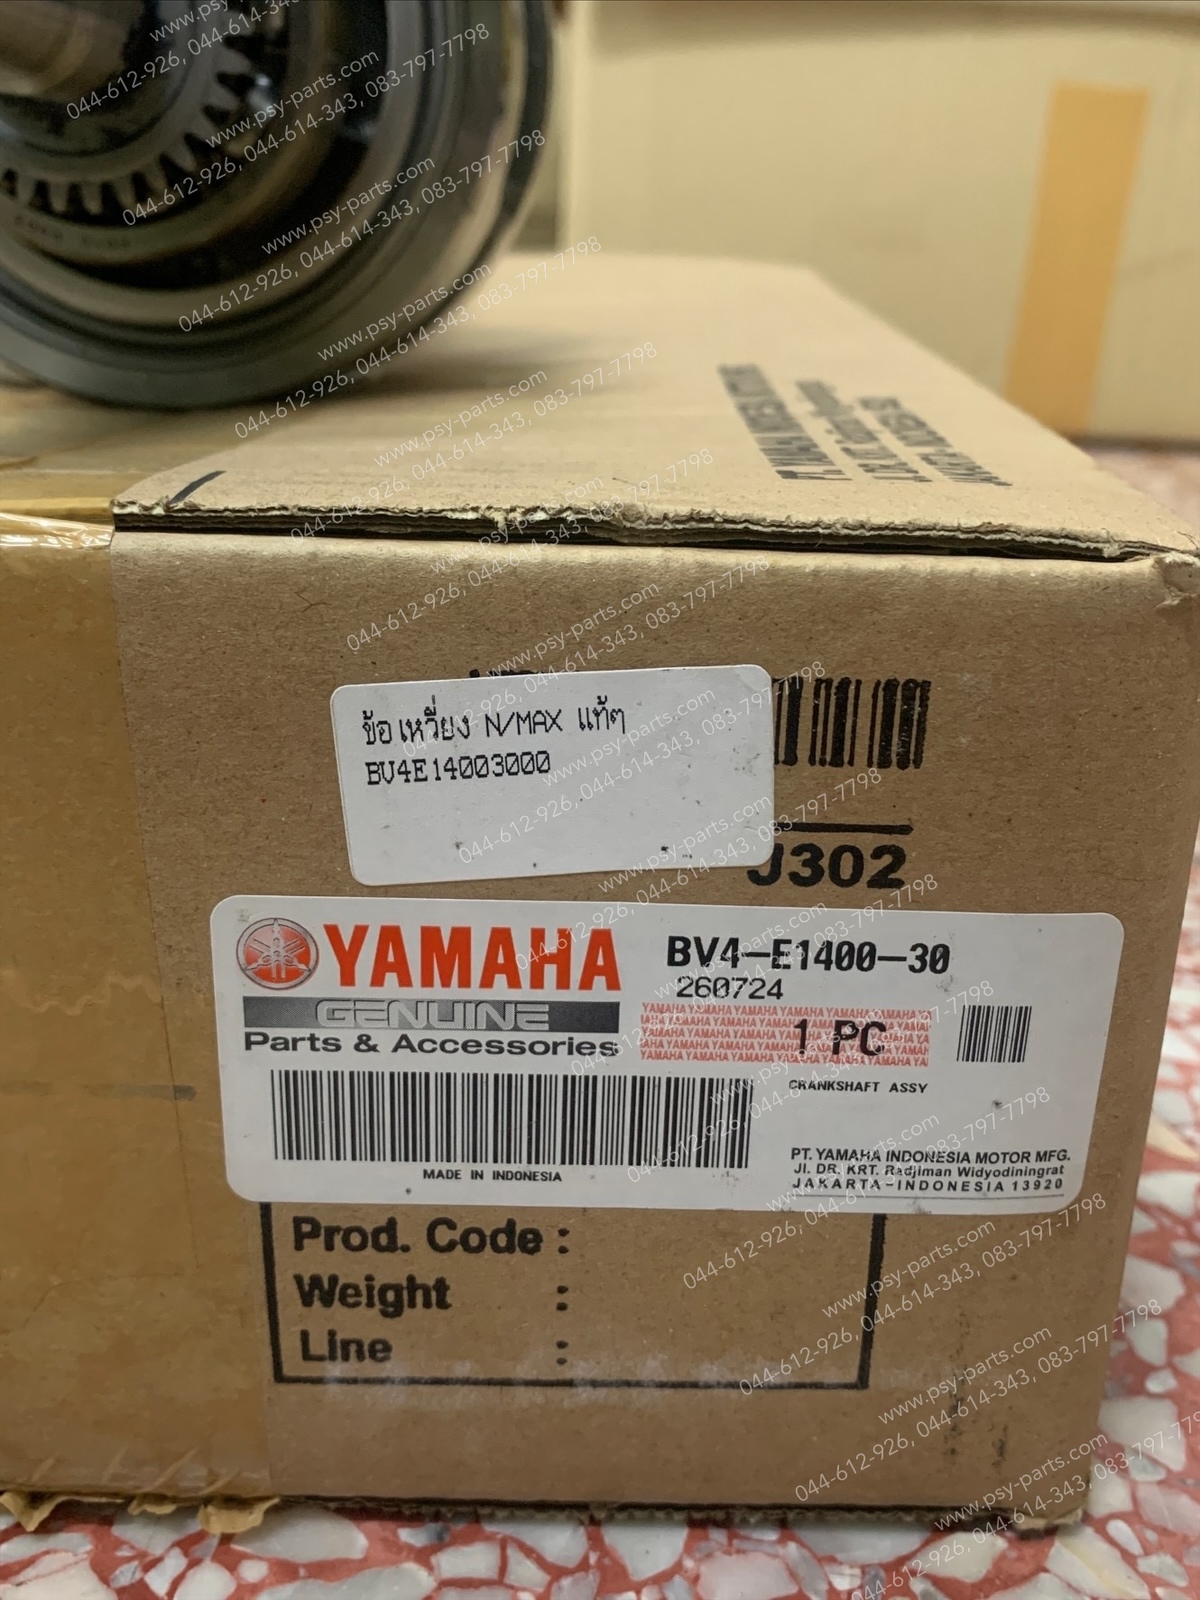 ข้อเหวี่ยง N/MAX แท้ๆ
BV4E14003000
J302
YAMAHA
GENUINE
Parts & Accessories
MADE IN INDONESIA
BV4-E1400-30
260724
1 PC
CRANKSHAFT ASSY
PT. YAMAHA INDONESIA MOTOR MFG.
Jl. DR. KRT. Radjiman Widyodiningrat
JAKARTA-INDONESIA 13920
Prod. Code :
Weight :
Line :
www.psy-parts.com
044-612-926, 044-614-343, 083-797-7798